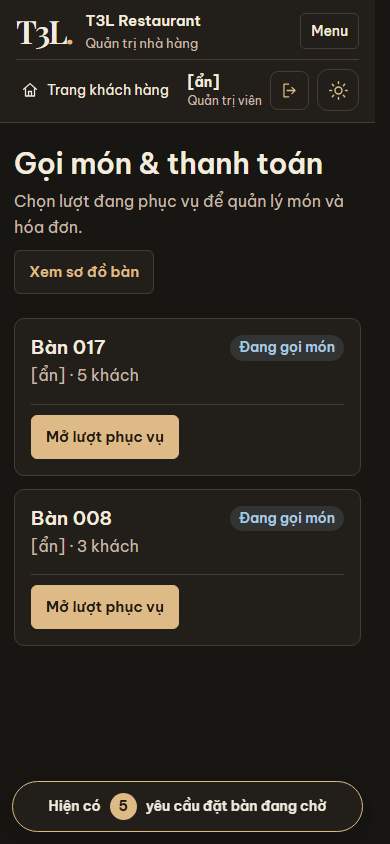 T3L.
T3L Restaurant
Quản trị nhà hàng
Menu
Trang khách hàng
[ẩn]
Quản trị viên
Gọi món & thanh toán
Chọn lượt đang phục vụ để quản lý món và
hóa đơn.
Xem sơ đồ bàn
Bàn 017
Đang gọi món
[ẩn] · 5 khách
Mở lượt phục vụ
Bàn 008
Đang gọi món
[ẩn] · 3 khách
Mở lượt phục vụ
Hiện có 5 yêu cầu đặt bàn đang chờ